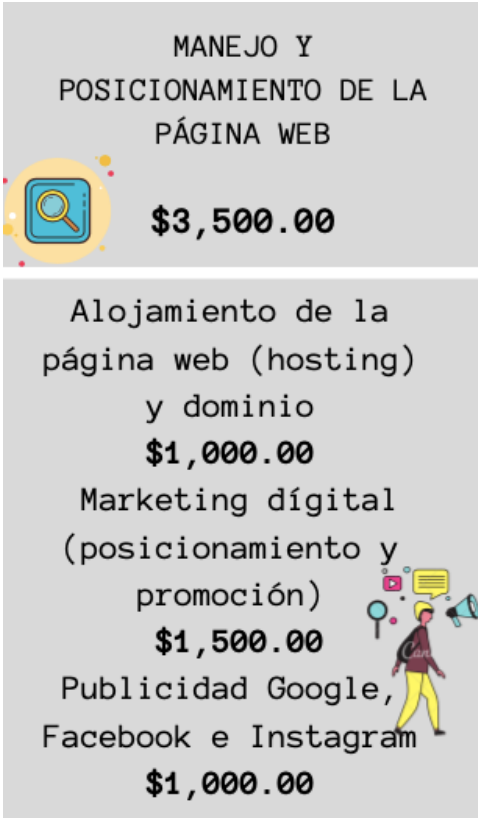 MANEJO Y
POSICIONAMIENTO DE LA
PÁGINA WEB
$3,500.00
Alojamiento de la
página web (hosting)
y dominio
$1,000.00
Marketing dígital
(posicionamiento y
promoción)
$1,500.00
Publicidad Google,
Facebook e Instagram
$1,000.00